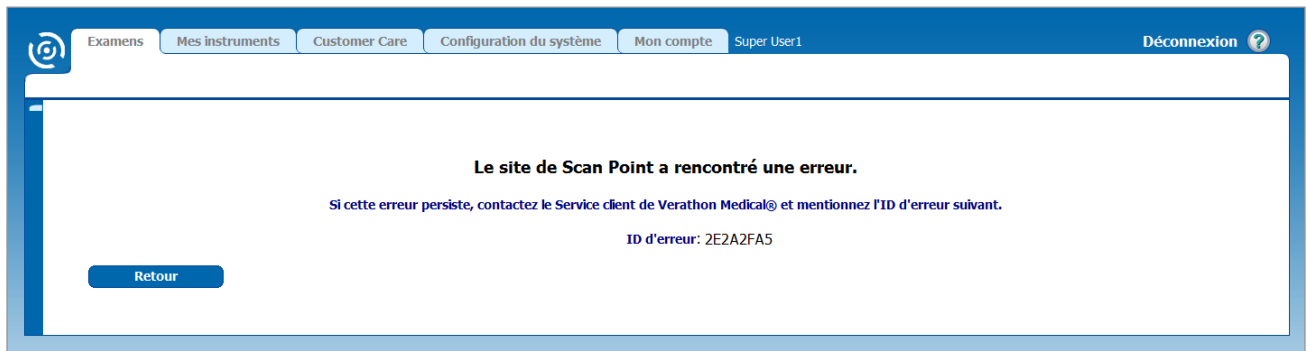 Examens Mes instruments Customer Care Configuration du système Mon compte Super User1 Déconnexion ?
Le site de Scan Point a rencontré une erreur.
Si cette erreur persiste, contactez le Service client de Verathon Medical® et mentionnez l'ID d'erreur suivant.
ID d'erreur: 2E2A2FA5
Retour